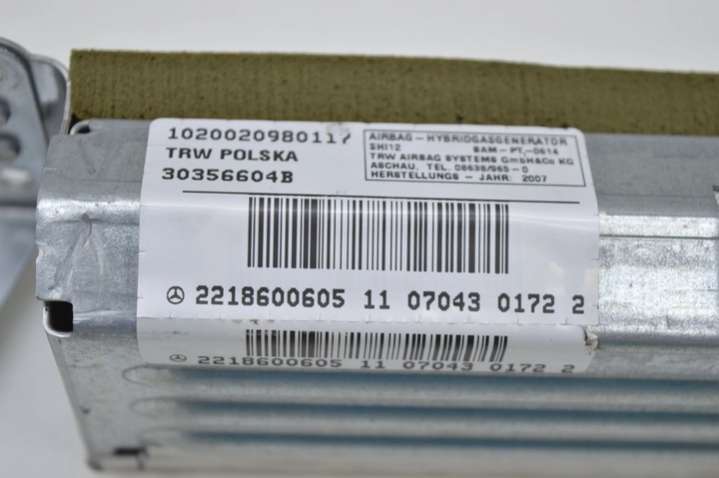 1020020980117
TRW POLSKA
30356604B
AIRBAG - HYBRIDGASGENERATOR
SHI12 BAM - PT,-0614
TRW AIRBAG SYSTEMS GmbH&Co KG
ASCHAU. TEL. 08638/965-0
HERSTELLUNGS - JAHR: 2007
2218600605 11 07043 0172 2
2218600605 11 07043 0172 2